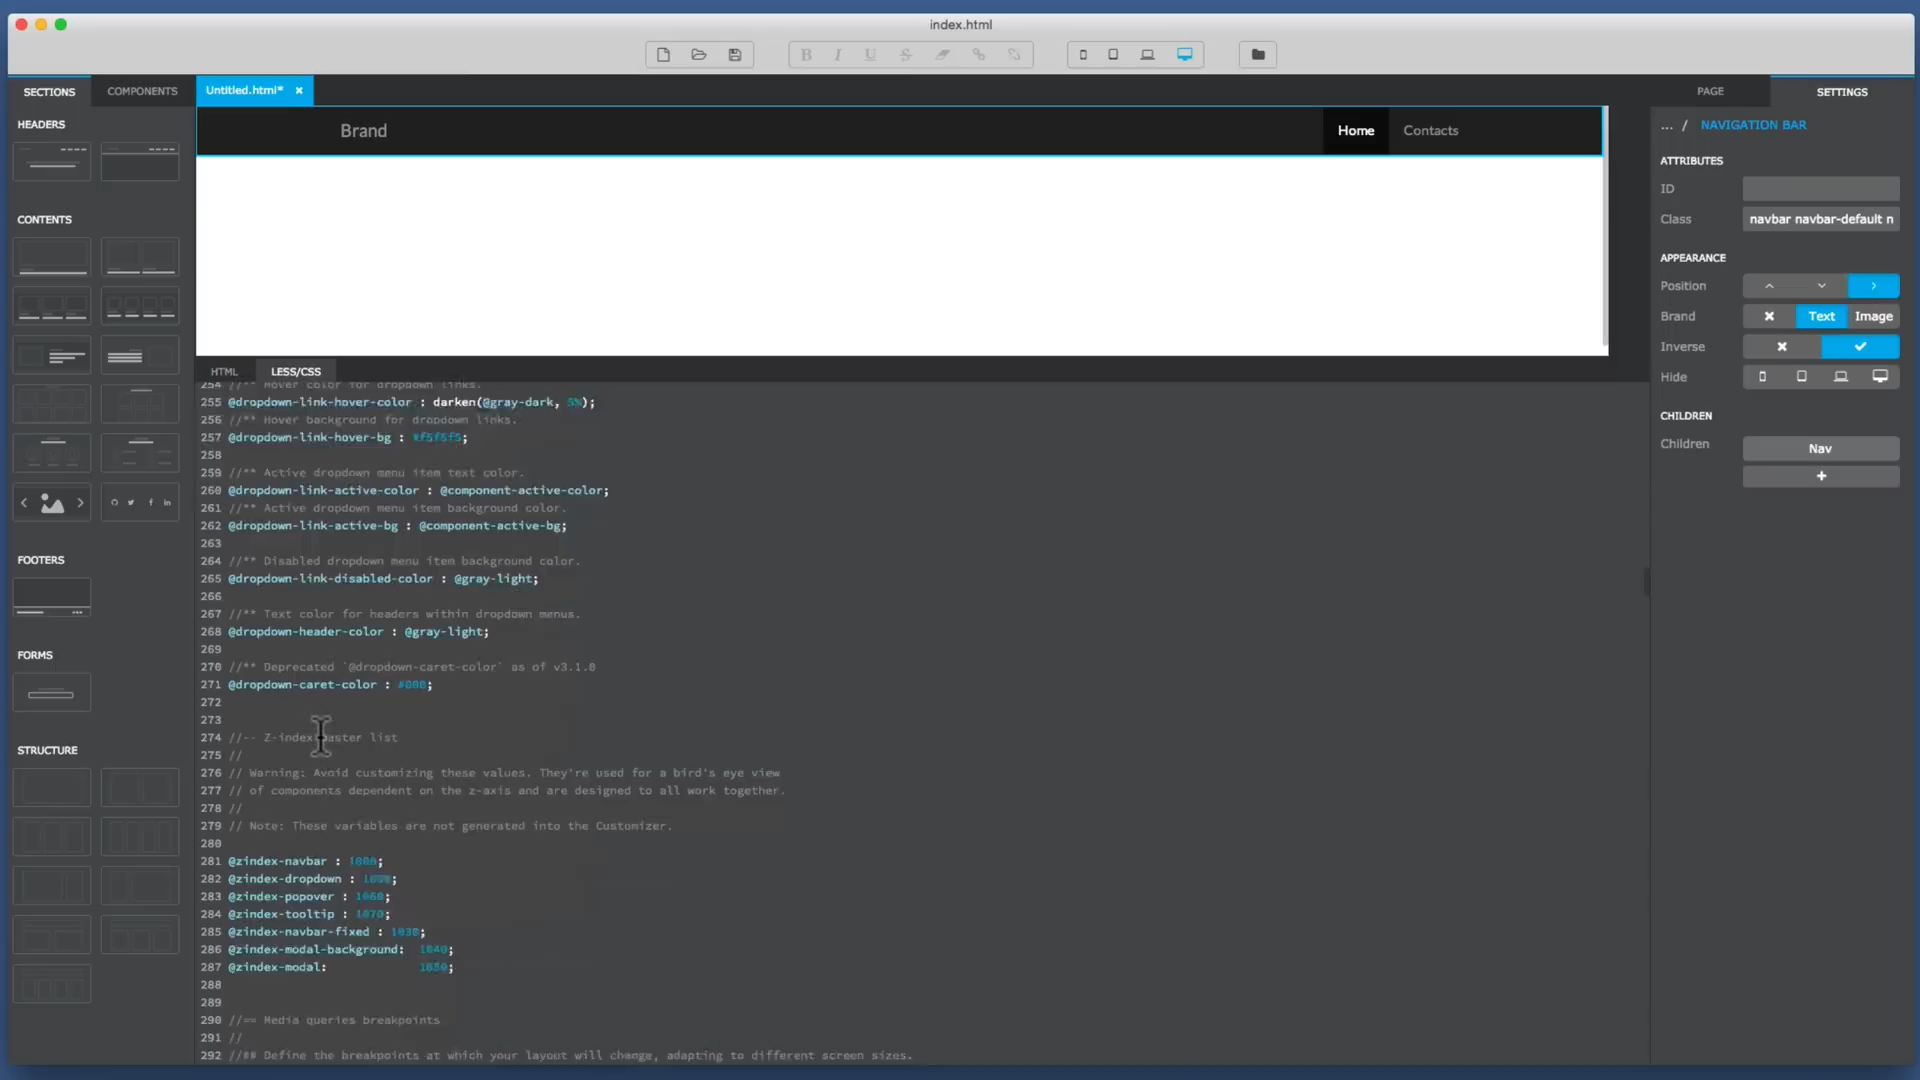 index.html
SECTIONS
COMPONENTS
Untitled.html* ×
PAGE
SETTINGS
HEADERS
CONTENTS
FOOTERS
FORMS
STRUCTURE
Brand
Home
Contacts
HTML
LESS/CSS
254 //** Hover color for dropdown links.
255 @dropdown-link-hover-color : darken(@gray-dark, 5%);
256 //** Hover background for dropdown links.
257 @dropdown-link-hover-bg : #f5f5f5;
258
259 //** Active dropdown menu item text color.
260 @dropdown-link-active-color : @component-active-color;
261 //** Active dropdown menu item background color.
262 @dropdown-link-active-bg : @component-active-bg;
263
264 //** Disabled dropdown menu item background color.
265 @dropdown-link-disabled-color : @gray-light;
266
267 //** Text color for headers within dropdown menus.
268 @dropdown-header-color : @gray-light;
269
270 //** Deprecated `@dropdown-caret-color` as of v3.1.0
271 @dropdown-caret-color : #000;
272
273
274 //-- Z-index master list
275 //
276 // Warning: Avoid customizing these values. They're used for a bird's eye view
277 // of components dependent on the z-axis and are designed to all work together.
278 //
279 // Note: These variables are not generated into the Customizer.
280
281 @zindex-navbar : 1000;
282 @zindex-dropdown :
283 @zindex-popover : 1060;
284 @zindex-tooltip : 1070;
285 @zindex-navbar-fixed : 1030;
286 @zindex-modal-background: 1040;
287 @zindex-modal: 1050;
288
289
290 //== Media queries breakpoints
291 //
292 //## Define the breakpoints at which your layout will change, adapting to different screen sizes.
... / NAVIGATION BAR
ATTRIBUTES
ID
Class navbar navbar-default n
APPEARANCE
Position
Brand Text Image
Inverse
Hide
CHILDREN
Children Nav
+